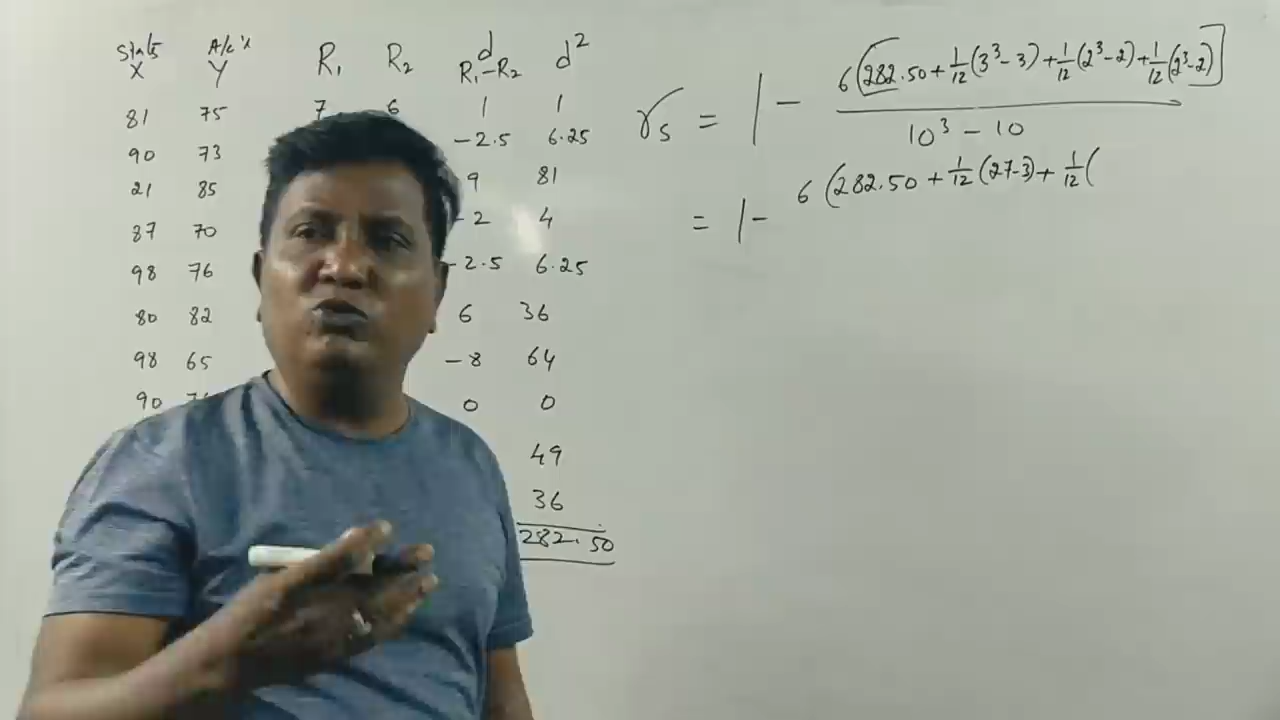 Stats A/c's d
X Y R₁ R₂ R₁-R₂ d²
81 75 7 6 1 1
90 73 -2.5 6.25
21 85 9 81
87 70 -2 4
98 76 -2.5 6.25
80 82 6 36
98 65 -8 64
90 0 0
49
36
282.50
rs = 1 - 6(282.50 + 1/12(3³-3) + 1/12(2³-2) + 1/12(2³-2)]
10³ - 10
= 1 - 6(282.50 + 1/12(27-3) + 1/12(